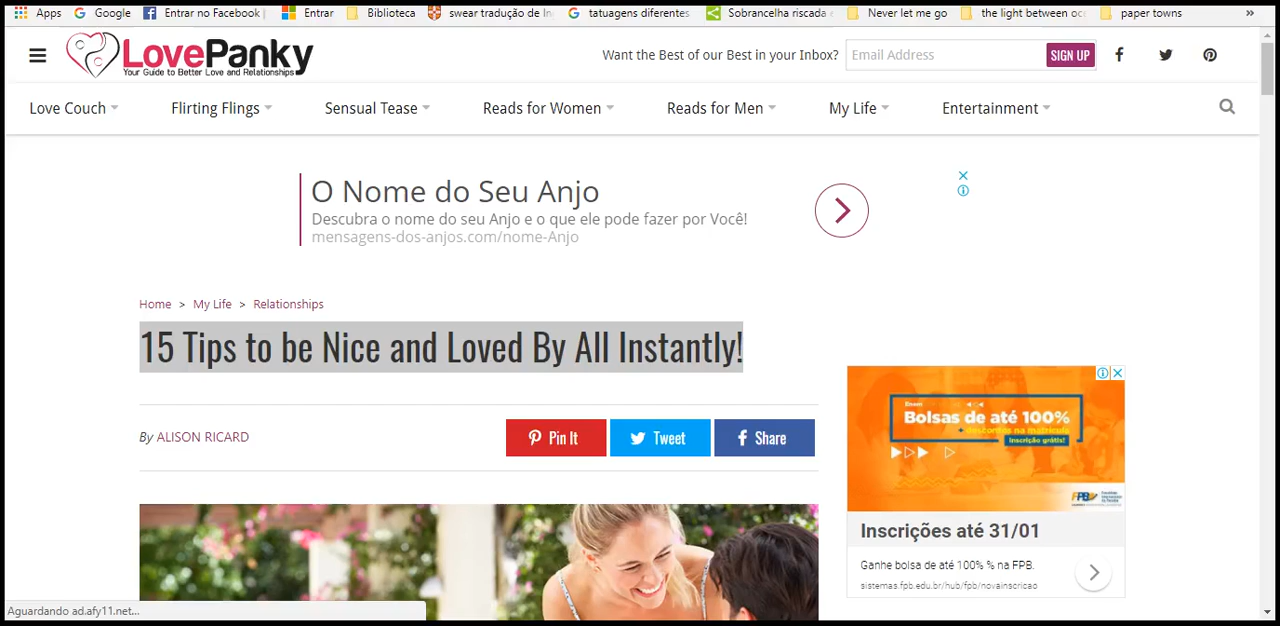 Apps Google Entrar no Facebook Entrar Biblioteca swear tradução de In tatuagens diferentes Sobrancelha riscada Never let me go the light between oce paper towns »
LovePanky
Your Guide to Better Love and Relationships
Want the Best of our Best in your Inbox? Email Address SIGN UP
Love Couch Flirting Flings Sensual Tease Reads for Women Reads for Men My Life Entertainment
O Nome do Seu Anjo
Descubra o nome do seu Anjo e o que ele pode fazer por Você!
mensagens-dos-anjos.com/nome-Anjo
Home > My Life > Relationships
15 Tips to be Nice and Loved By All Instantly!
By ALISON RICARD
Pin It Tweet Share
Bolsas de até 100%
+ descontos na matrícula
Inscrição grátis!
FPB
Inscrições até 31/01
Ganhe bolsa de até 100% % na FPB.
sistemas.fpb.edu.br/hub/fpb/novainscricao
Aguardando ad.afy11.net...